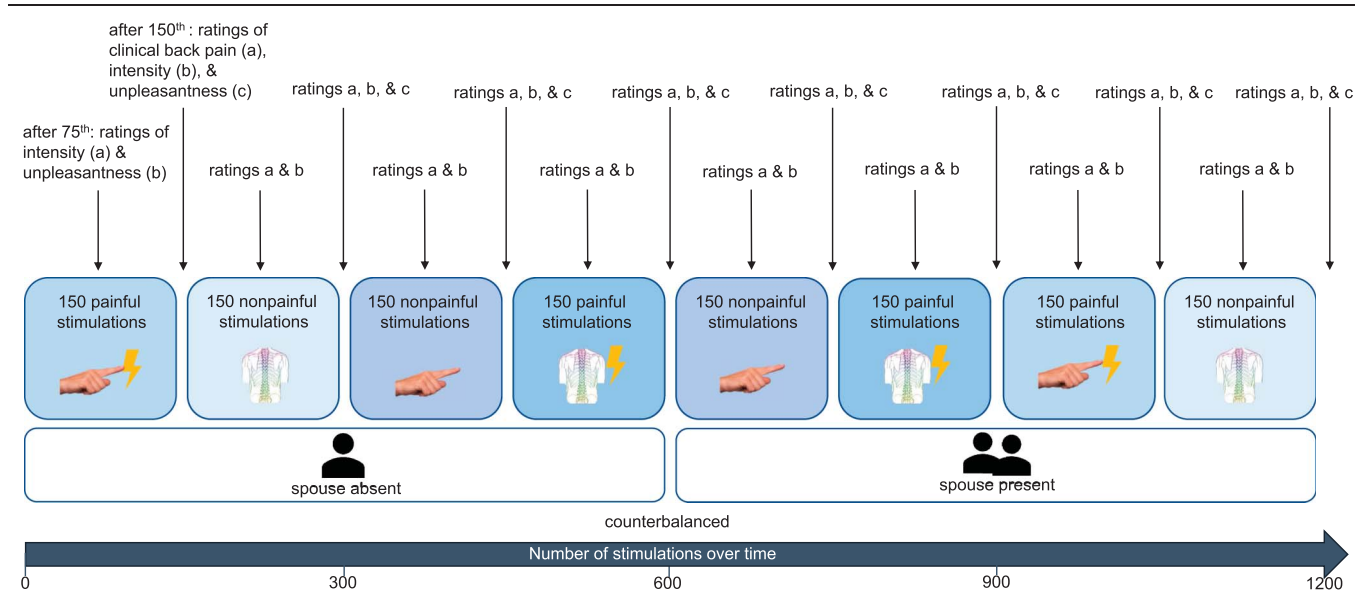 after 150th : ratings of
clinical back pain (a),
intensity (b), &
unpleasantness (c)
ratings a, b, & c
ratings a, b, & c
ratings a, b, & c
ratings a, b, & c
ratings a, b, & c
ratings a, b, & c
ratings a, b, & c
after 75th: ratings of
intensity (a) &
unpleasantness (b)
ratings a & b
ratings a & b
ratings a & b
ratings a & b
ratings a & b
ratings a & b
ratings a & b
150 painful
stimulations
150 nonpainful
stimulations
150 nonpainful
stimulations
150 painful
stimulations
150 nonpainful
stimulations
150 painful
stimulations
150 painful
stimulations
150 nonpainful
stimulations
spouse absent
spouse present
counterbalanced
Number of stimulations over time
0
300
600
900
1200